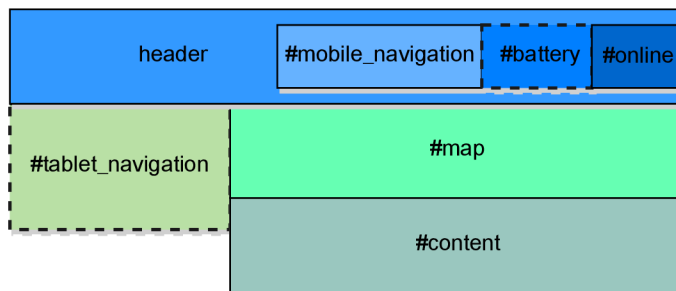 header
#mobile_navigation
#battery
#online
#tablet_navigation
#map
#content